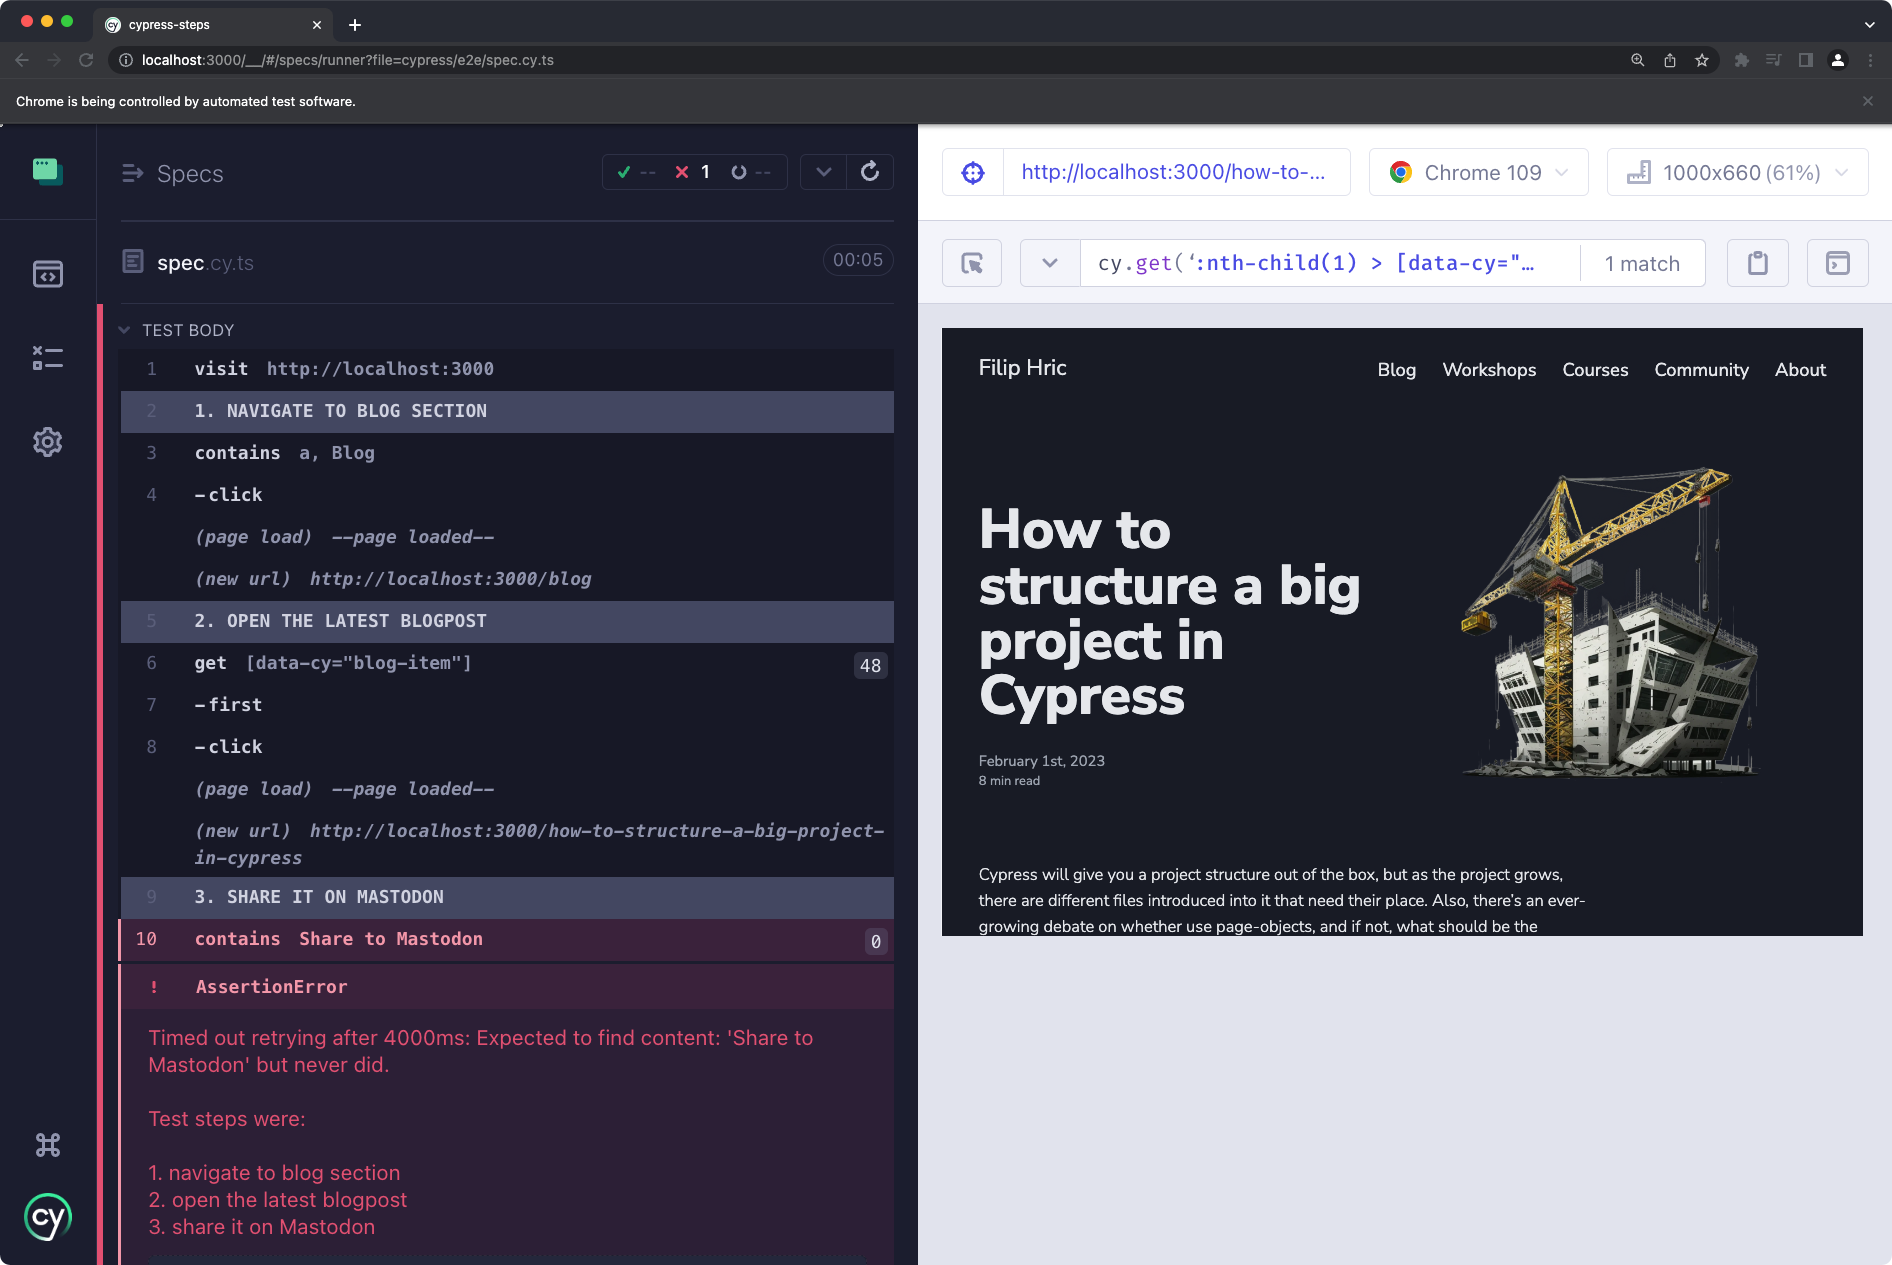 cypress-steps
localhost:3000/__/#/specs/runner?file=cypress/e2e/spec.cy.ts
Chrome is being controlled by automated test software.
Specs
-- 1 --
spec.cy.ts
00:05
TEST BODY
1 visit http://localhost:3000
2 1. NAVIGATE TO BLOG SECTION
3 contains a, Blog
4 -click
(page load) --page loaded--
(new url) http://localhost:3000/blog
5 2. OPEN THE LATEST BLOGPOST
6 get [data-cy="blog-item"] 48
7 -first
8 -click
(page load) --page loaded--
(new url) http://localhost:3000/how-to-structure-a-big-project-
in-cypress
9 3. SHARE IT ON MASTODON
10 contains Share to Mastodon 0
! AssertionError
Timed out retrying after 4000ms: Expected to find content: 'Share to
Mastodon' but never did.
Test steps were:
1. navigate to blog section
2. open the latest blogpost
3. share it on Mastodon
cy
http://localhost:3000/how-to-...
Chrome 109
1000x660 (61%)
cy.get(‘:nth-child(1) > [data-cy="…
1 match
Filip Hric
Blog Workshops Courses Community About
How to
structure a big
project in
Cypress
February 1st, 2023
8 min read
Cypress will give you a project structure out of the box, but as the project grows,
there are different files introduced into it that need their place. Also, there's an ever-
growing debate on whether use page-objects, and if not, what should be the